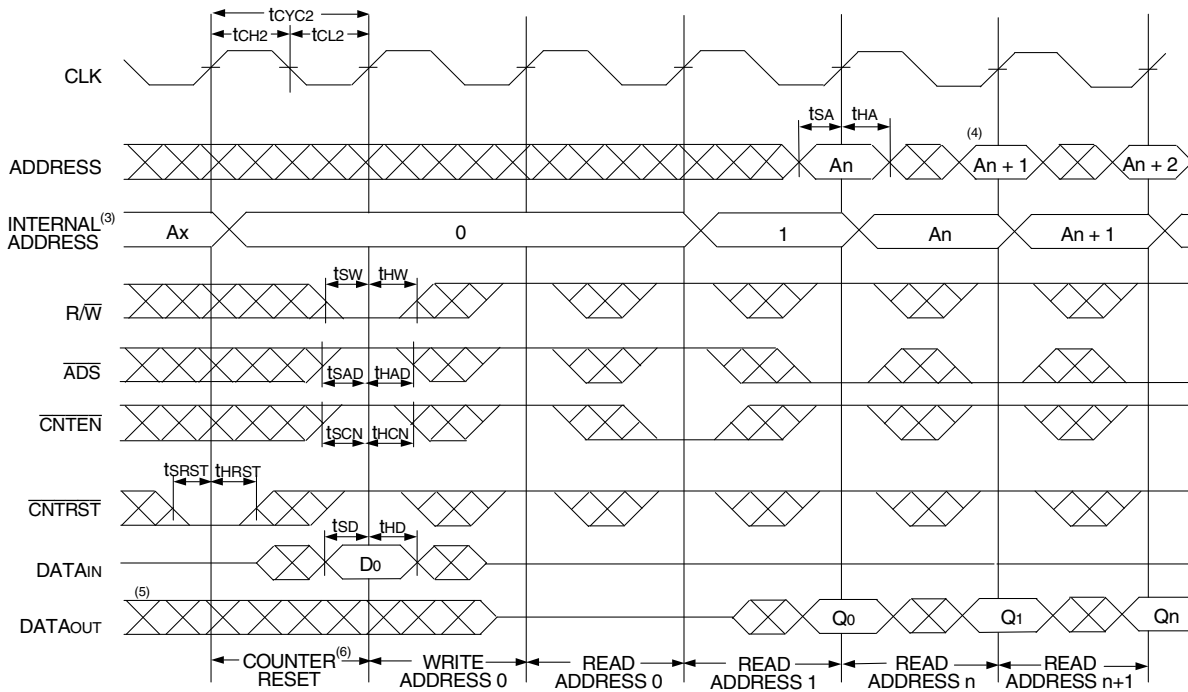 tCYC2
tCH2 tCL2
CLK
tSA tHA
(4)
ADDRESS An An + 1 An + 2
INTERNAL(3)
ADDRESS Ax 0 1 An An + 1
tSW tHW
R/W
ADS
tSAD tHAD
CNTEN
tSCN tHCN
tSRST tHRST
CNTRST
tSD tHD
DATAIN D0
(5)
DATAOUT Q0 Q1 Qn
COUNTER(6) WRITE READ READ READ READ
RESET ADDRESS 0 ADDRESS 0 ADDRESS 1 ADDRESS n ADDRESS n+1